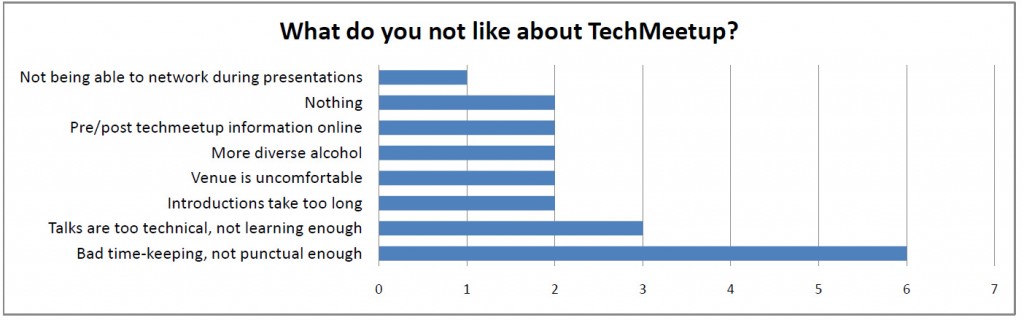 What do you not like about TechMeetup?
Not being able to network during presentations
Nothing
Pre/post techmeetup information online
More diverse alcohol
Venue is uncomfortable
Introductions take too long
Talks are too technical, not learning enough
Bad time-keeping, not punctual enough
0 1 2 3 4 5 6 7